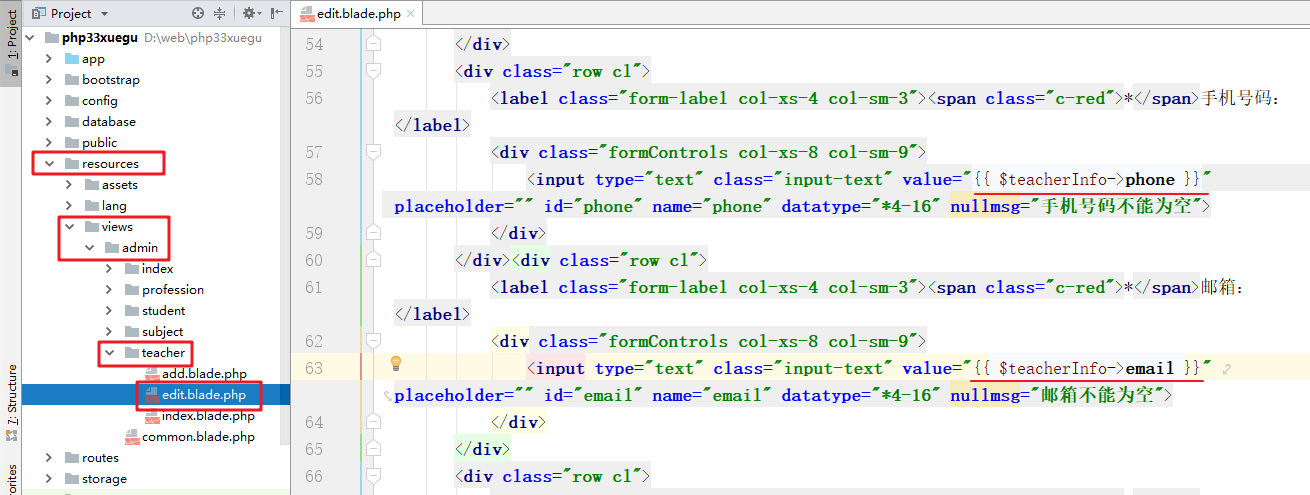 Project
edit.blade.php
1: Project
7: Structure
php33xuegu D:\web\php33xuegu
app
bootstrap
config
database
public
resources
assets
lang
views
admin
index
profession
student
subject
teacher
add.blade.php
edit.blade.php
index.blade.php
common.blade.php
routes
storage
54 </div>
55 <div class="row cl">
56 <label class="form-label col-xs-4 col-sm-3"><span class="c-red">*</span>手机号码:
</label>
57 <div class="formControls col-xs-8 col-sm-9">
58 <input type="text" class="input-text" value="{{ $teacherInfo->phone }}"
placeholder="" id="phone" name="phone" datatype="*4-16" nullmsg="手机号码不能为空">
59 </div>
60 </div><div class="row cl">
61 <label class="form-label col-xs-4 col-sm-3"><span class="c-red">*</span>邮箱:
</label>
62 <div class="formControls col-xs-8 col-sm-9">
63 <input type="text" class="input-text" value="{{ $teacherInfo->email }}"
placeholder="" id="email" name="email" datatype="*4-16" nullmsg="邮箱不能为空">
64 </div>
65 </div>
66 <div class="row cl">